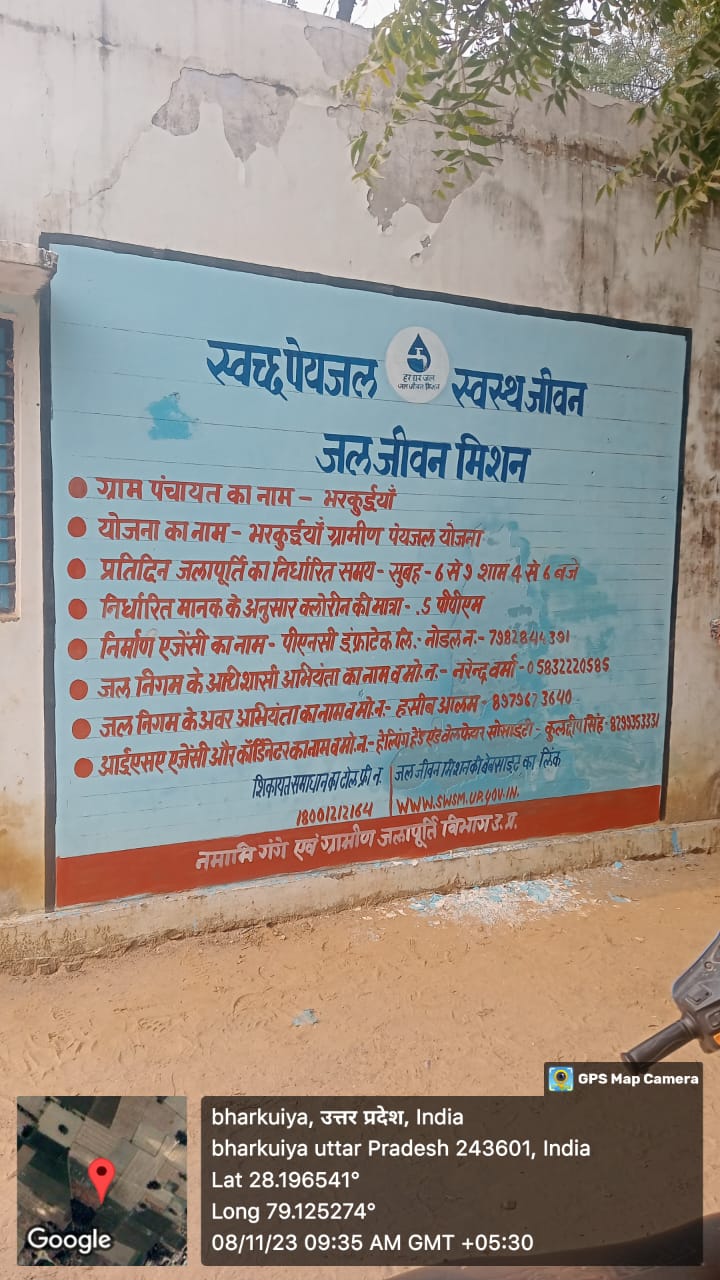 स्वच्छ पेयजल स्वस्थ जीवन
हर घर जल
जल जीवन मिशन
जल जीवन मिशन
ग्राम पंचायत का नाम – भरकुईयाँ
योजना का नाम - भरकुईयाँ ग्रामीण पेयजल योजना
प्रतिदिन जलापूर्ति का निर्धारित समय - सुबह - 6 से 9 शाम 4 से 6 बजे
निर्धारित मानक के अनुसार क्लोरीन की मात्रा - .5 पीपीएम
निर्माण एजेंसी का नाम - पीएनसी इंफ्राटेक लि.- नोडल न.- 7982844391
जल निगम के अधिशासी अभियंता का नाम व मो.न.- नरेन्द्र वर्मा - 05832220585
जल निगम के अवर अभियंता का नाम व मो.न- हसीब आलम - 8979673640
आईएसए एजेंसी और कॉर्डिनेटर का नाम व मो.न.- हैल्पिंग हैंड एंड वेलफेयर सोसाइटी - कुलदीप सिंह - 8299353331
शिकायत समाधान का टोल फ्री न. जल जीवन मिशन की वेबसाइट का लिंक
18001212164 WWW.SWSM.UP.GOV.IN.
नमामि गंगे एवं ग्रामीण जलापूर्ति विभाग उ.प्र.
GPS Map Camera
bharkuiya, उत्तर प्रदेश, India
bharkuiya uttar Pradesh 243601, India
Lat 28.196541°
Long 79.125274°
08/11/23 09:35 AM GMT +05:30
Google